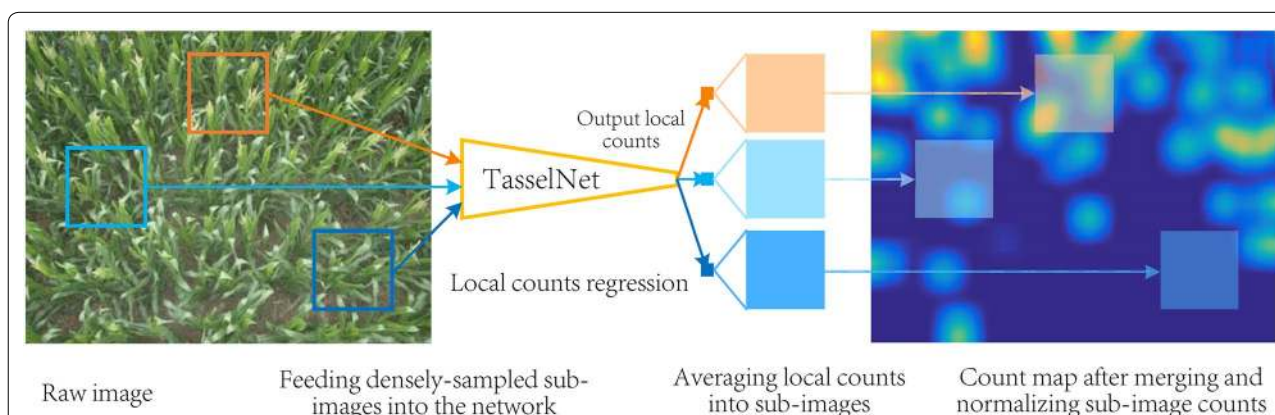 Output local
counts
TasselNet
Local counts regression
Raw image
Feeding densely-sampled sub-
images into the network
Averaging local counts
into sub-images
Count map after merging and
normalizing sub-image counts